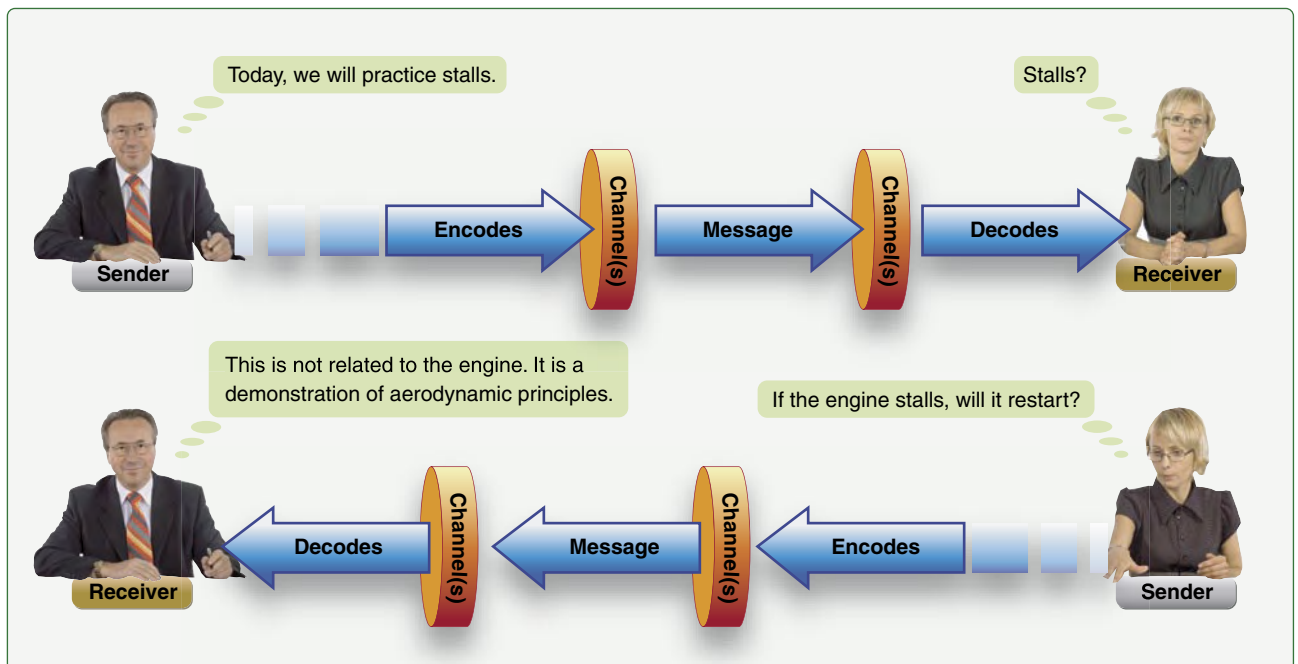 Today, we will practice stalls.
Stalls?
Encodes
Channel(s)
Message
Channel(s)
Decodes
Sender
Receiver
This is not related to the engine. It is a
demonstration of aerodynamic principles.
If the engine stalls, will it restart?
Decodes
Channel(s)
Message
Channel(s)
Encodes
Receiver
Sender